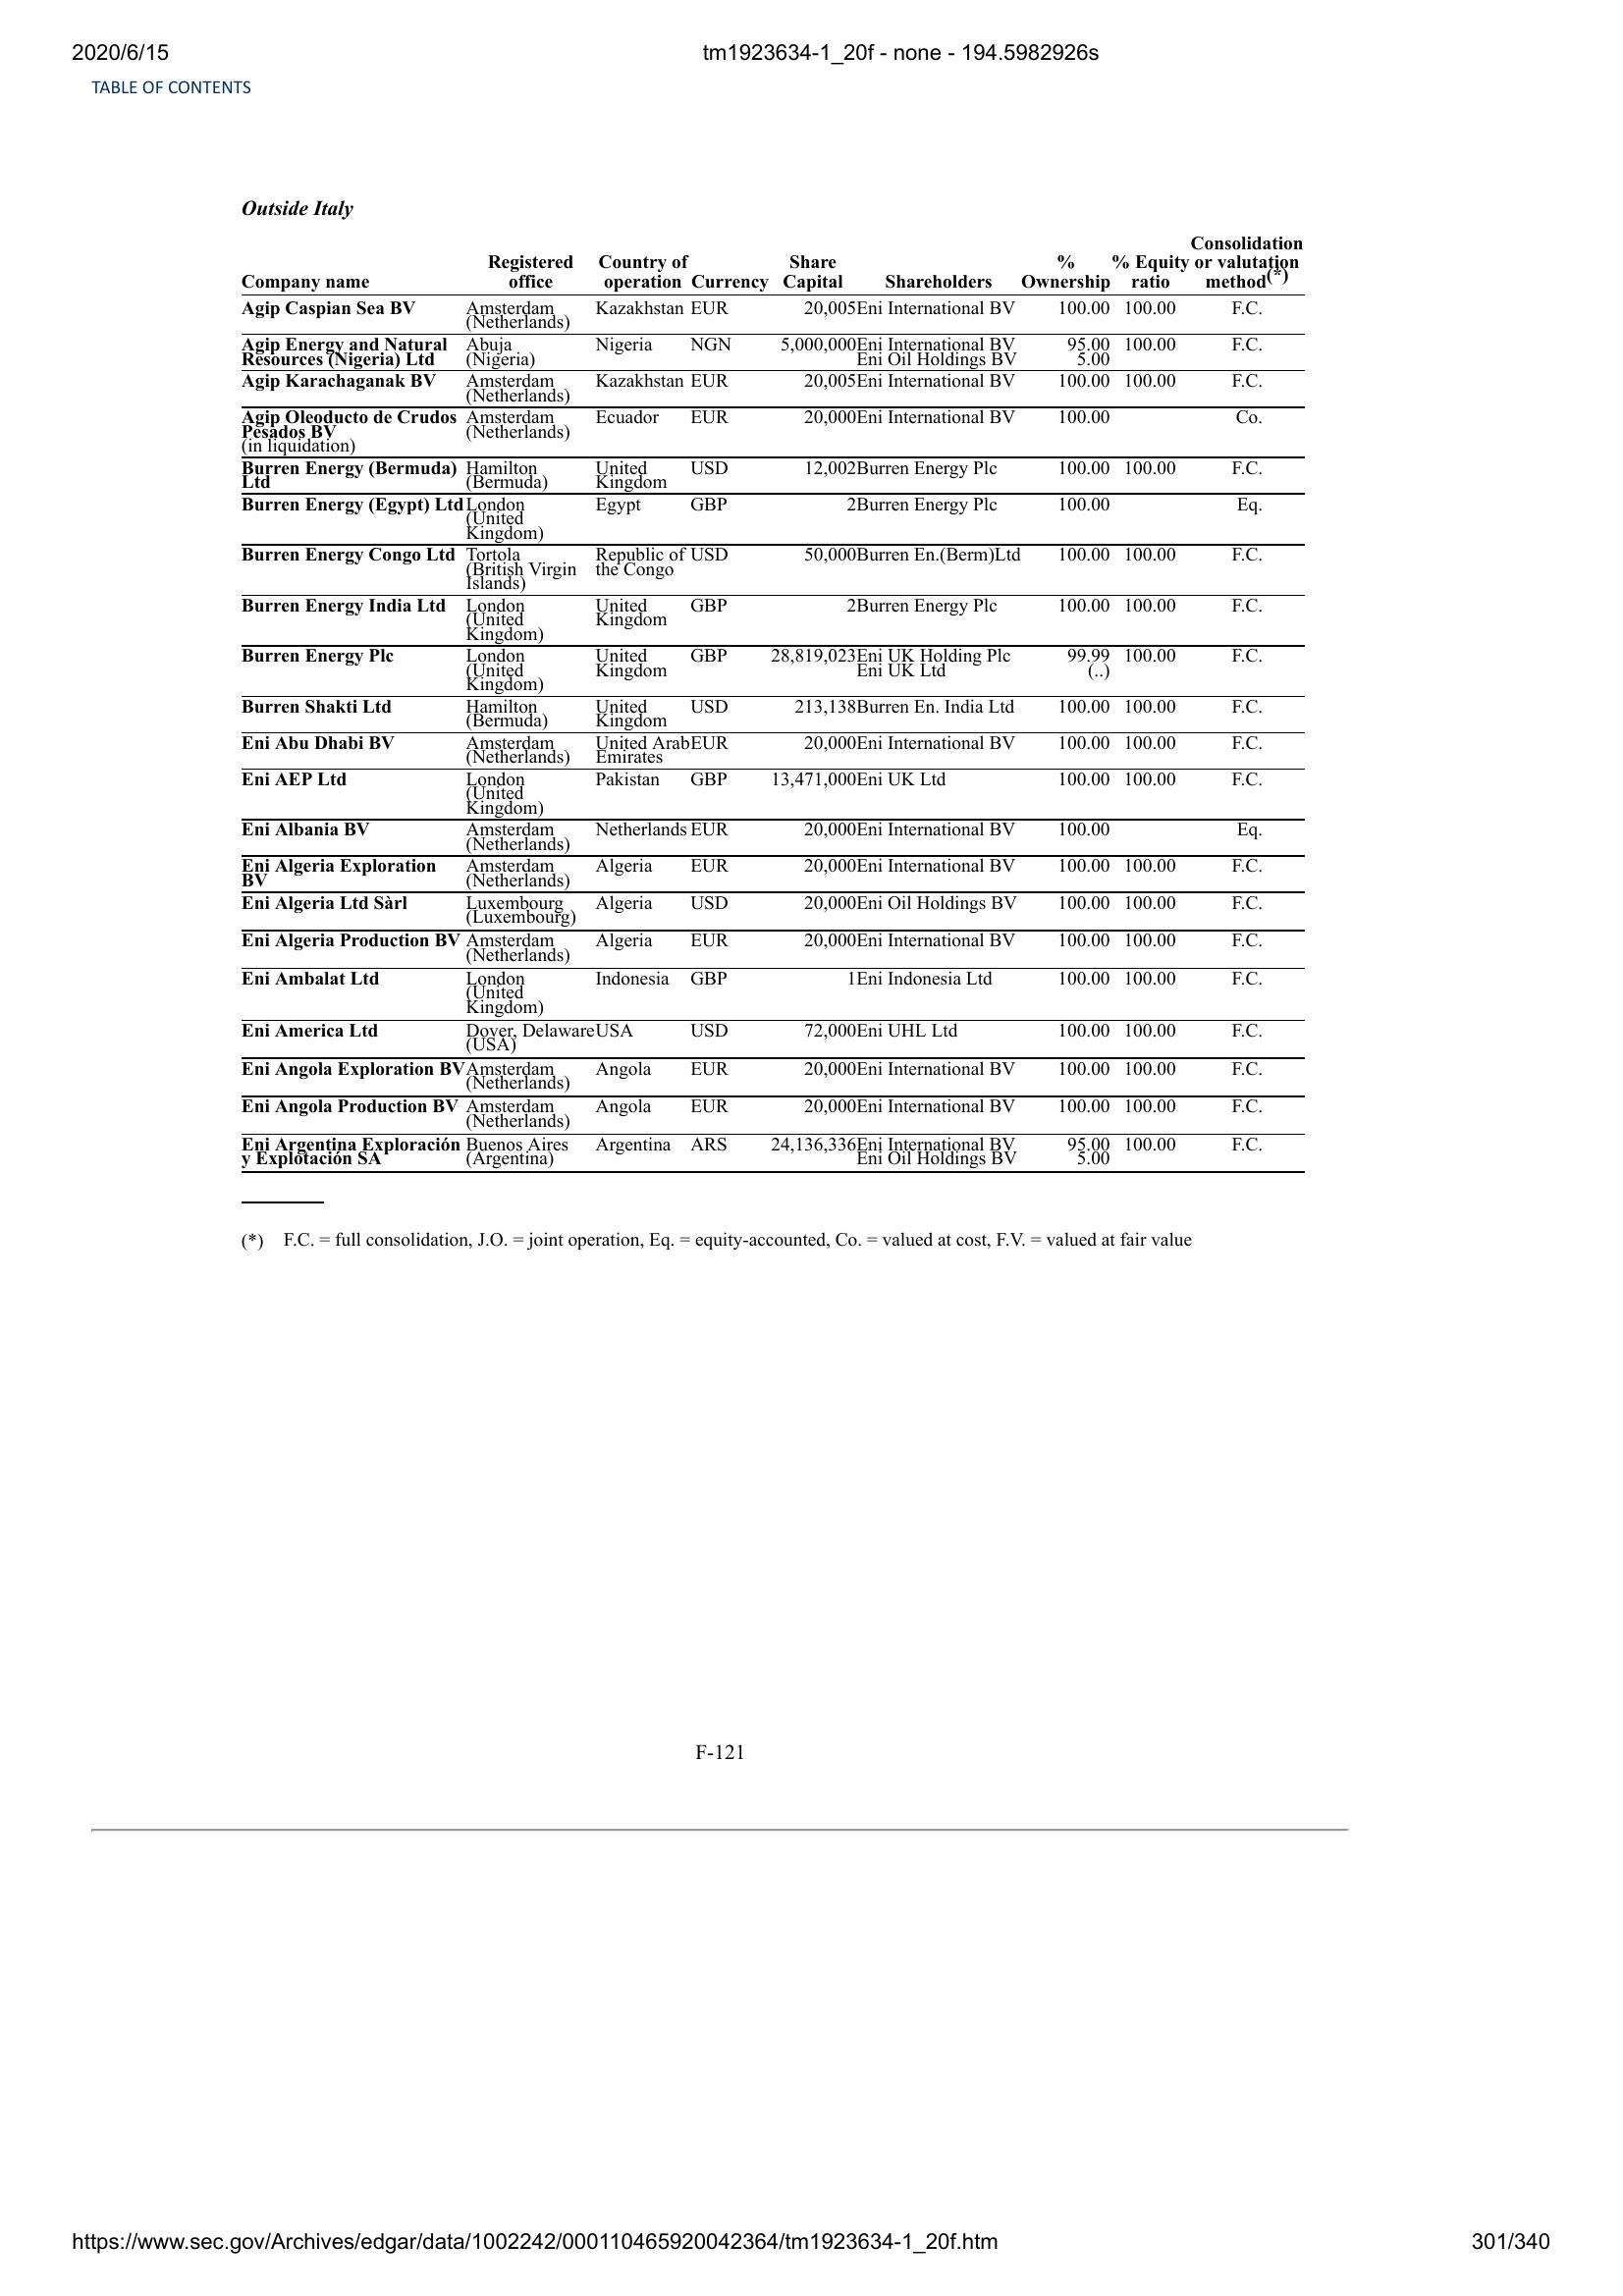 2020/6/15 tm1923634-1_20f - none - 194.5982926s
TABLE OF CONTENTS
Outside Italy
Consolidation
Registered Country of Share % % Equity or valutation
Company name office operation Currency Capital Shareholders Ownership ratio method(*)
Agip Caspian Sea BV Amsterdam Kazakhstan EUR 20,005 Eni International BV 100.00 100.00 F.C.
(Netherlands)
Agip Energy and Natural Abuja Nigeria NGN 5,000,000 Eni International BV 95.00 100.00 F.C.
Resources (Nigeria) Ltd (Nigeria) Eni Oil Holdings BV 5.00
Agip Karachaganak BV Amsterdam Kazakhstan EUR 20,005 Eni International BV 100.00 100.00 F.C.
(Netherlands)
Agip Oleoducto de Crudos Amsterdam Ecuador EUR 20,000 Eni International BV 100.00 Co.
Pesados BV (Netherlands)
(in liquidation)
Burren Energy (Bermuda) Hamilton United USD 12,002 Burren Energy Plc 100.00 100.00 F.C.
Ltd (Bermuda) Kingdom
Burren Energy (Egypt) Ltd London Egypt GBP 2 Burren Energy Plc 100.00 Eq.
(United
Kingdom)
Burren Energy Congo Ltd Tortola Republic of USD 50,000 Burren En.(Berm)Ltd 100.00 100.00 F.C.
(British Virgin the Congo
Islands)
Burren Energy India Ltd London United GBP 2 Burren Energy Plc 100.00 100.00 F.C.
(United Kingdom
Kingdom)
Burren Energy Plc London United GBP 28,819,023 Eni UK Holding Plc 99.99 100.00 F.C.
(United Kingdom Eni UK Ltd (..)
Kingdom)
Burren Shakti Ltd Hamilton United USD 213,138 Burren En. India Ltd 100.00 100.00 F.C.
(Bermuda) Kingdom
Eni Abu Dhabi BV Amsterdam United Arab EUR 20,000 Eni International BV 100.00 100.00 F.C.
(Netherlands) Emirates
Eni AEP Ltd London Pakistan GBP 13,471,000 Eni UK Ltd 100.00 100.00 F.C.
(United
Kingdom)
Eni Albania BV Amsterdam Netherlands EUR 20,000 Eni International BV 100.00 Eq.
(Netherlands)
Eni Algeria Exploration Amsterdam Algeria EUR 20,000 Eni International BV 100.00 100.00 F.C.
BV (Netherlands)
Eni Algeria Ltd Sàrl Luxembourg Algeria USD 20,000 Eni Oil Holdings BV 100.00 100.00 F.C.
(Luxembourg)
Eni Algeria Production BV Amsterdam Algeria EUR 20,000 Eni International BV 100.00 100.00 F.C.
(Netherlands)
Eni Ambalat Ltd London Indonesia GBP 1 Eni Indonesia Ltd 100.00 100.00 F.C.
(United
Kingdom)
Eni America Ltd Dover, Delaware USA USD 72,000 Eni UHL Ltd 100.00 100.00 F.C.
(USA)
Eni Angola Exploration BV Amsterdam Angola EUR 20,000 Eni International BV 100.00 100.00 F.C.
(Netherlands)
Eni Angola Production BV Amsterdam Angola EUR 20,000 Eni International BV 100.00 100.00 F.C.
(Netherlands)
Eni Argentina Exploración Buenos Aires Argentina ARS 24,136,336 Eni International BV 95.00 100.00 F.C.
y Explotación SA (Argentina) Eni Oil Holdings BV 5.00
(*) F.C. = full consolidation, J.O. = joint operation, Eq. = equity-accounted, Co. = valued at cost, F.V. = valued at fair value
F-121
https://www.sec.gov/Archives/edgar/data/1002242/000110465920042364/tm1923634-1_20f.htm 301/340